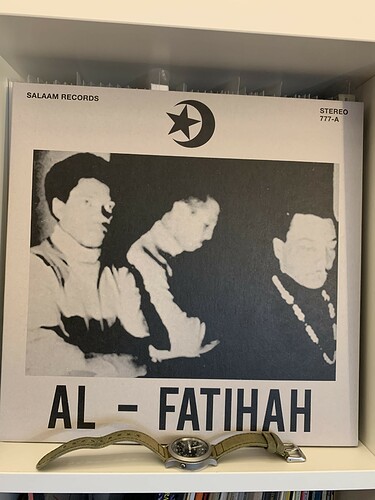 SALAAM RECORDS
STEREO
777-A
AL - FATIHAH